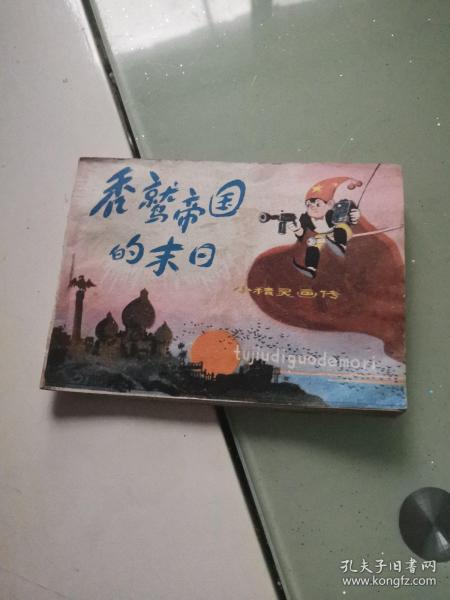 秃鹫帝国
的末日
小精灵画传
tujiudiguodemori
孔夫子旧书网
www.kongfz.com